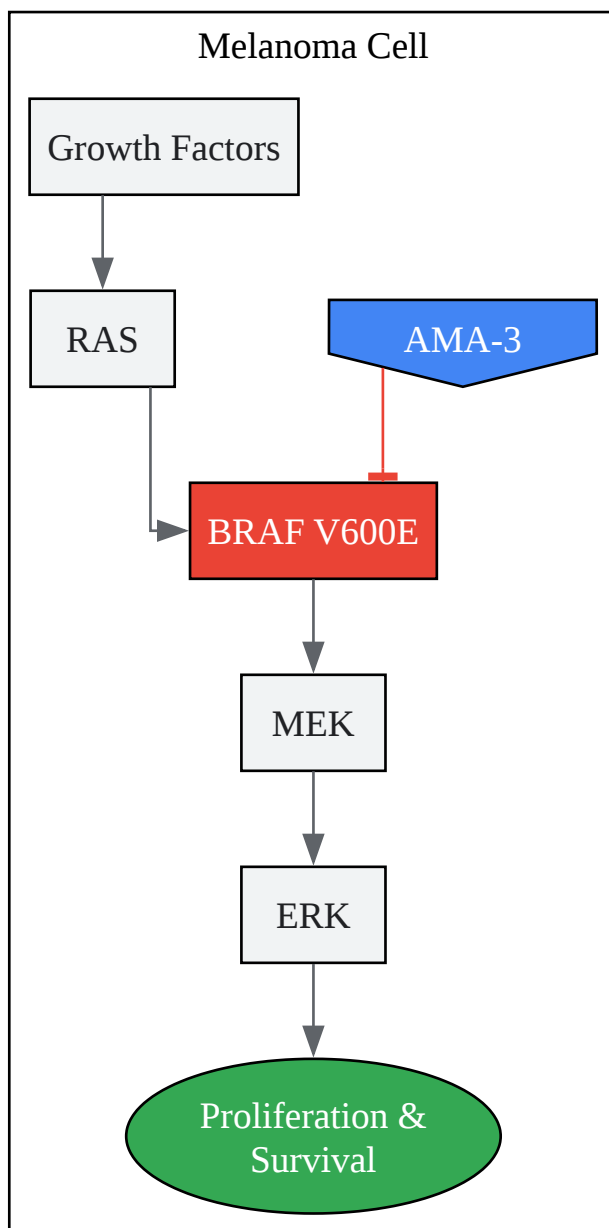 Melanoma Cell
Growth Factors
RAS
AMA-3
BRAF V600E
MEK
ERK
Proliferation &
Survival